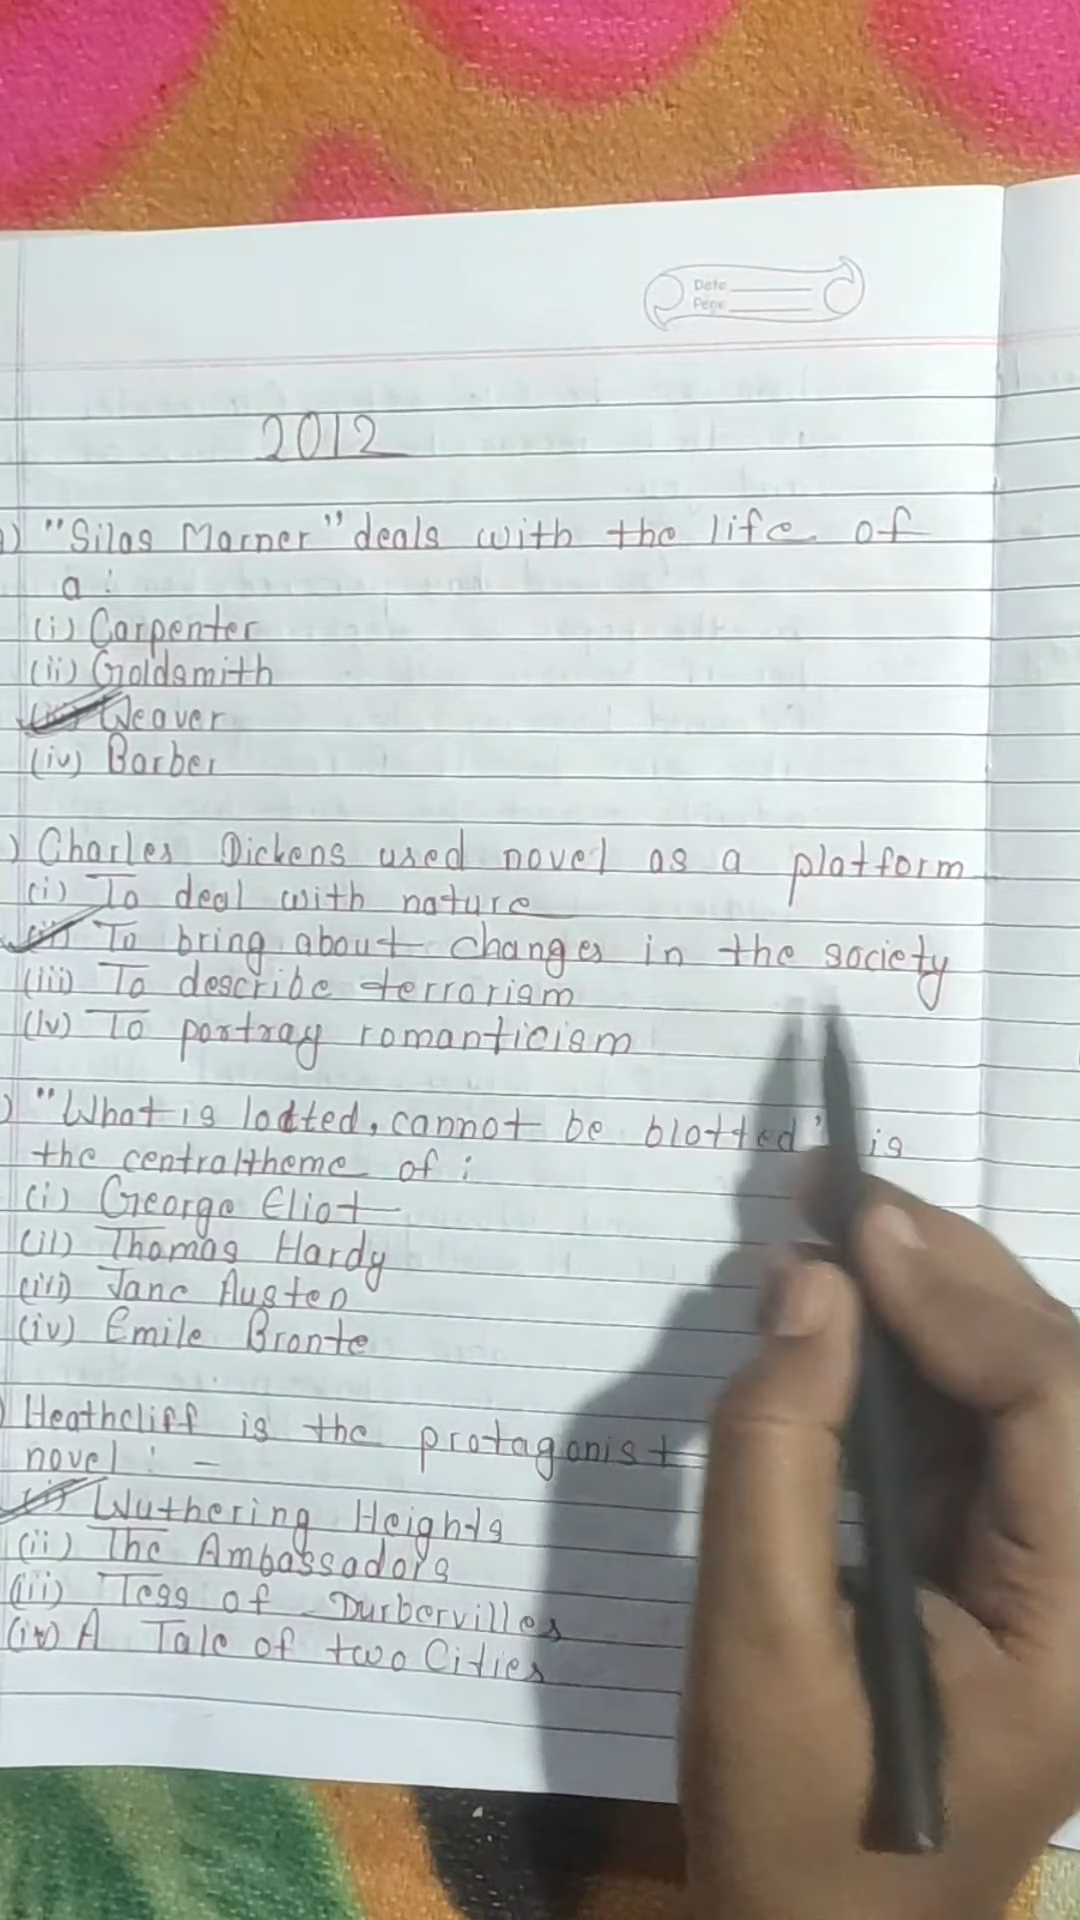 Date
Page
2012
) "Silas Marner" deals with the life of
a :
(i) Carpenter
(ii) Goldsmith
(iii) Weaver
(iv) Barber
) Charles Dickens used novel as a platform
(i) To deal with nature
(ii) To bring about changes in the society
(iii) To describe terrorism
(iv) To portray romanticism
) "What is lotted, cannot be blotted" is
the central theme of :
(i) George Eliot
(ii) Thomas Hardy
(iii) Jane Austen
(iv) Emile Bronte
) Heathcliff is the protagonist
novel : -
(i) Wuthering Heights
(ii) The Ambassadors
(iii) Tess of Durbervilles
(iv) A Tale of two Cities